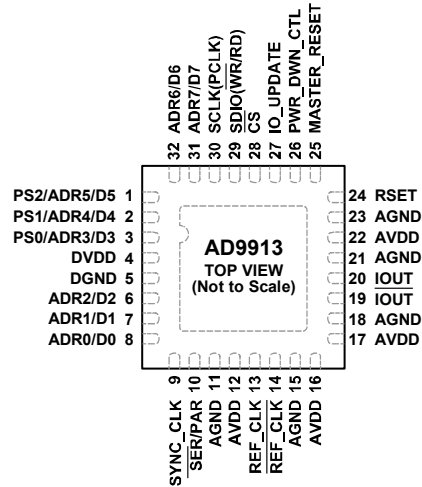 32 ADR6/D6
31 ADR7/D7
30 SCLK(PCLK)
29 SDIO(WR/RD)
28 CS
27 IO_UPDATE
26 PWR_DWN_CTL
25 MASTER_RESET
PS2/ADR5/D5 1
PS1/ADR4/D4 2
PS0/ADR3/D3 3
DVDD 4
DGND 5
ADR2/D2 6
ADR1/D1 7
ADR0/D0 8
AD9913
TOP VIEW
(Not to Scale)
24 RSET
23 AGND
22 AVDD
21 AGND
20 IOUT
19 IOUT
18 AGND
17 AVDD
SYNC_CLK 9
SER/PAR 10
AGND 11
AVDD 12
REF_CLK 13
REF_CLK 14
AGND 15
AVDD 16